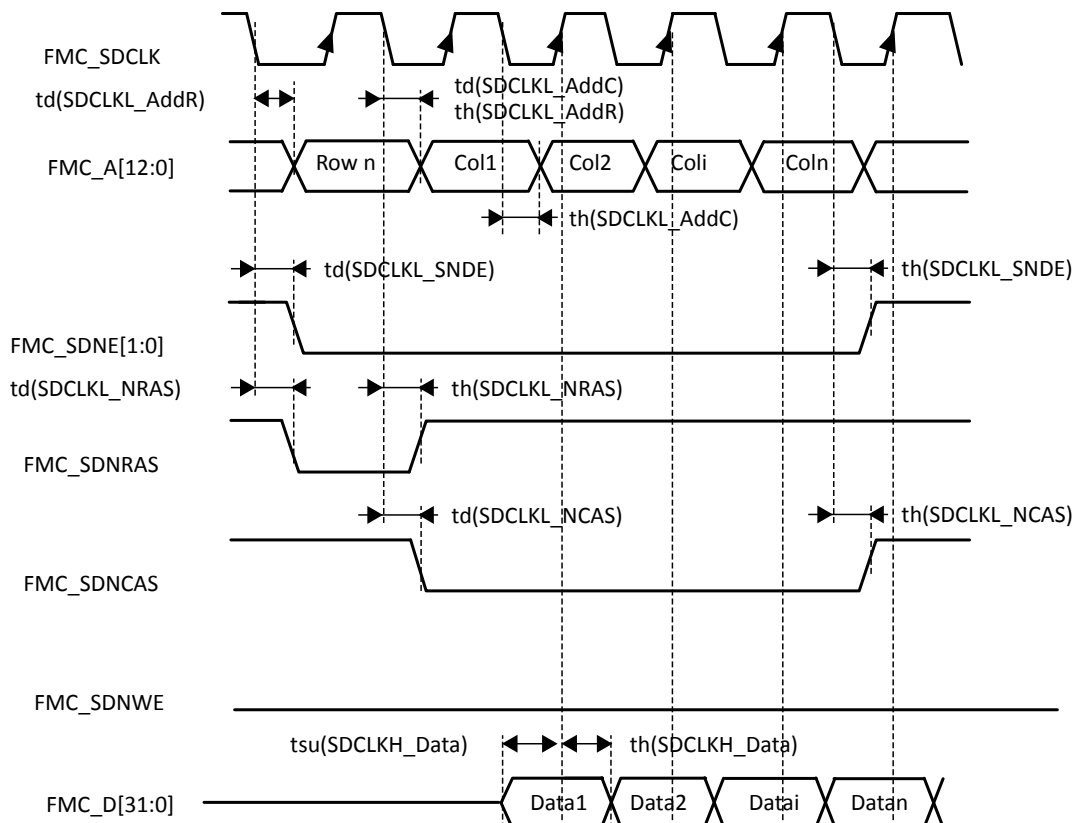 FMC_SDCLK
td(SDCLKL_AddR)
td(SDCLKL_AddC)
th(SDCLKL_AddR)
FMC_A[12:0]
Row n
Col1
Col2
Coli
Coln
th(SDCLKL_AddC)
td(SDCLKL_SNDE)
th(SDCLKL_SNDE)
FMC_SDNE[1:0]
td(SDCLKL_NRAS)
th(SDCLKL_NRAS)
FMC_SDNRAS
td(SDCLKL_NCAS)
th(SDCLKL_NCAS)
FMC_SDNCAS
FMC_SDNWE
tsu(SDCLKH_Data)
th(SDCLKH_Data)
FMC_D[31:0]
Data1
Data2
Datai
Datan